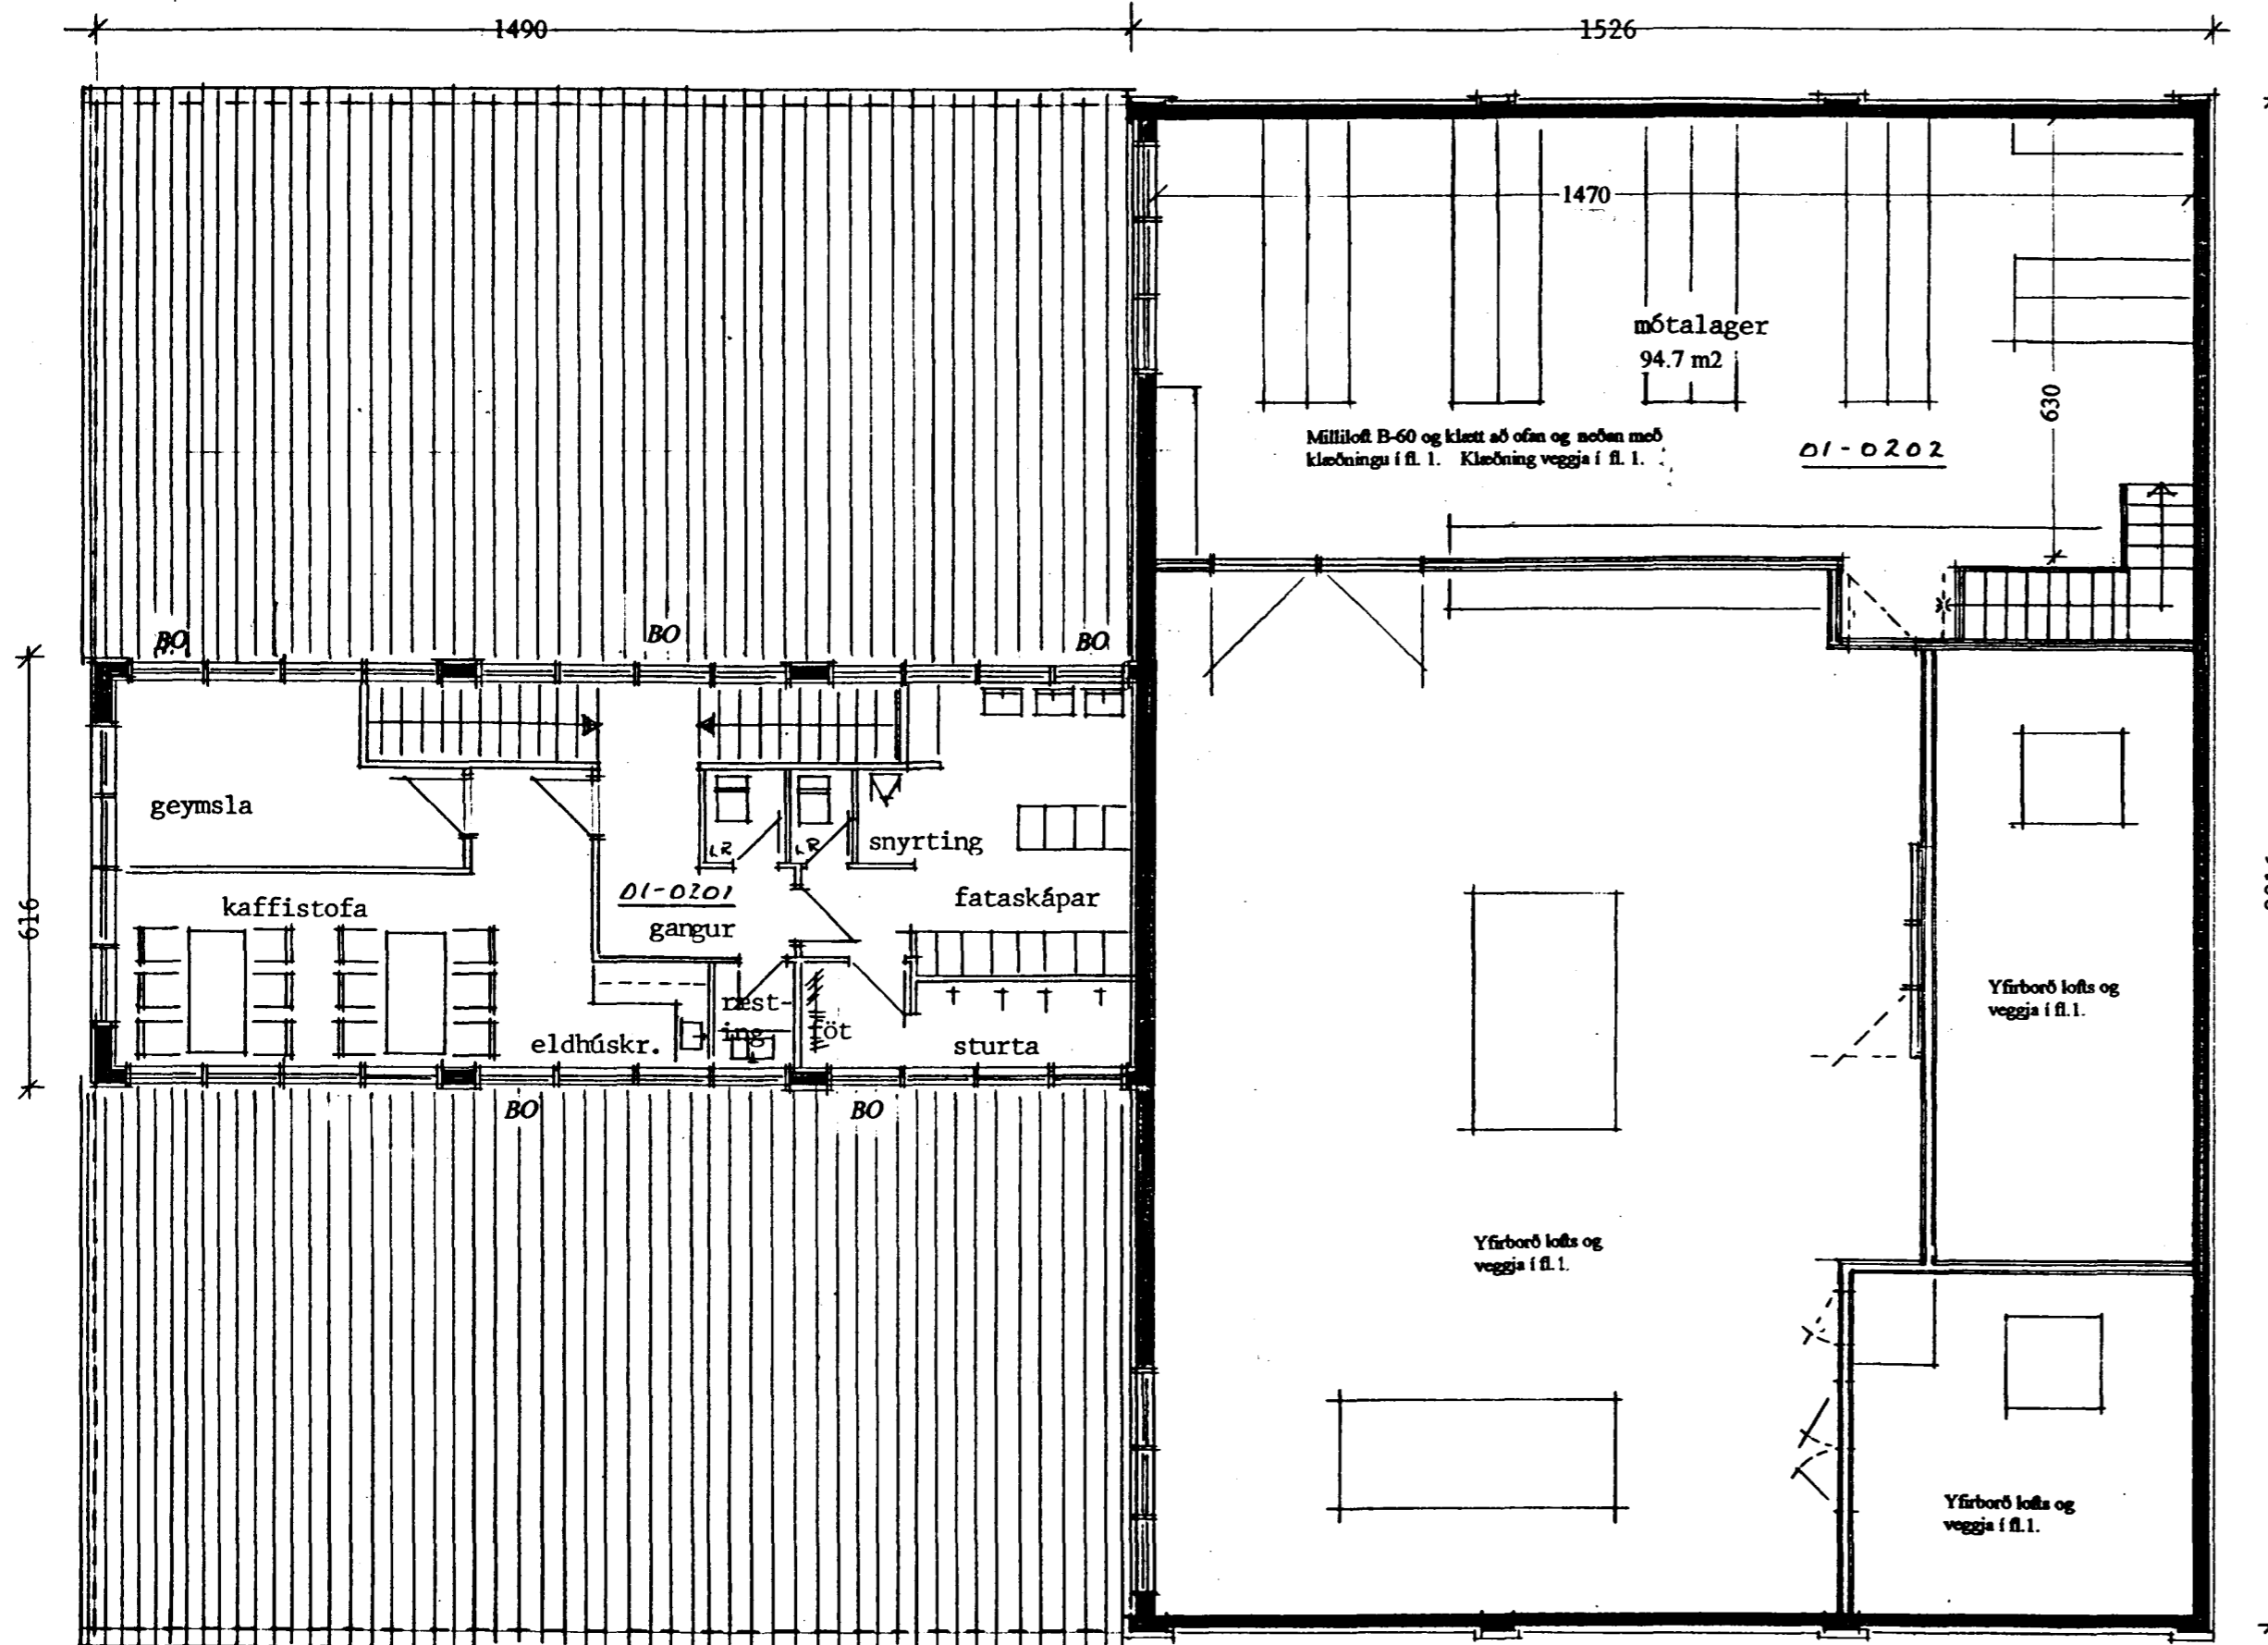 1490
1526
1470
mótalager
94.7 m2
630
Milliloft B-60 og klætt að ofan og neðan með
klæðningu í fl. 1. Klæðning veggja í fl. 1.
01-0202
BO
BO
BO
geymsla
LR
LR
snyrting
01-0201
gangur
fataskápar
kaffistofa
616
ræst-
ing
föt
eldhúskr.
sturta
BO
BO
Yfirborð lofts og
veggja í fl.1.
Yfirborð lofts og
veggja í fl.1.
Yfirborð lofts og
veggja í fl.1.